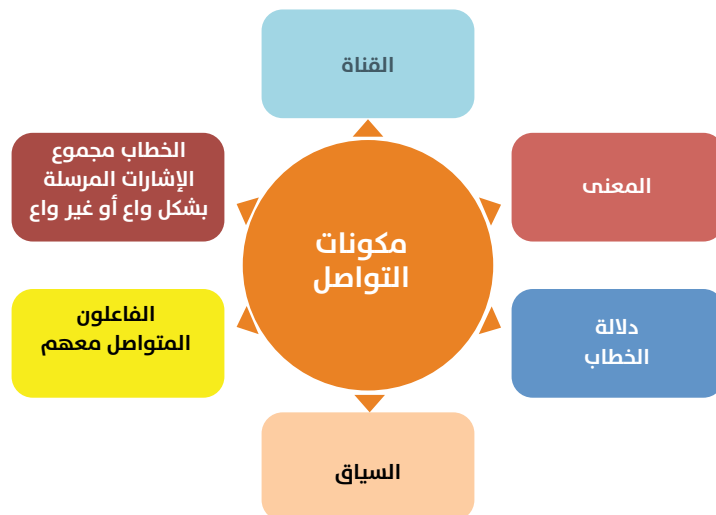 القناة
المعنى
الخطاب مجموع
الإشارات المرسلة
بشكل واع أو غير واع
مكونات
التواصل
دلالة
الخطاب
الفاعلون
المتواصل معهم
السياق